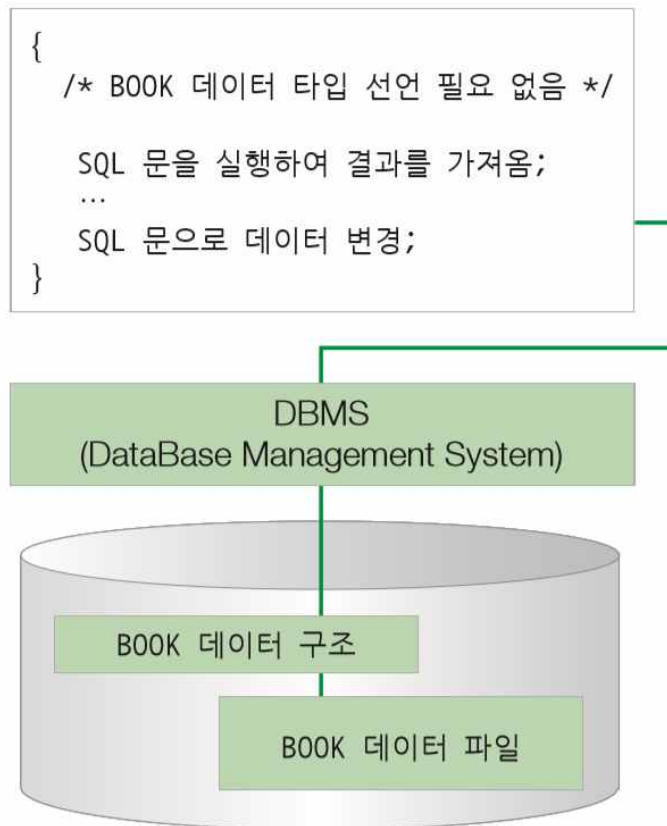 {
/* BOOK 데이터 타입 선언 필요 없음 */
SQL 문을 실행하여 결과를 가져옴;
...
SQL 문으로 데이터 변경;
}
DBMS
(DataBase Management System)
BOOK 데이터 구조
BOOK 데이터 파일